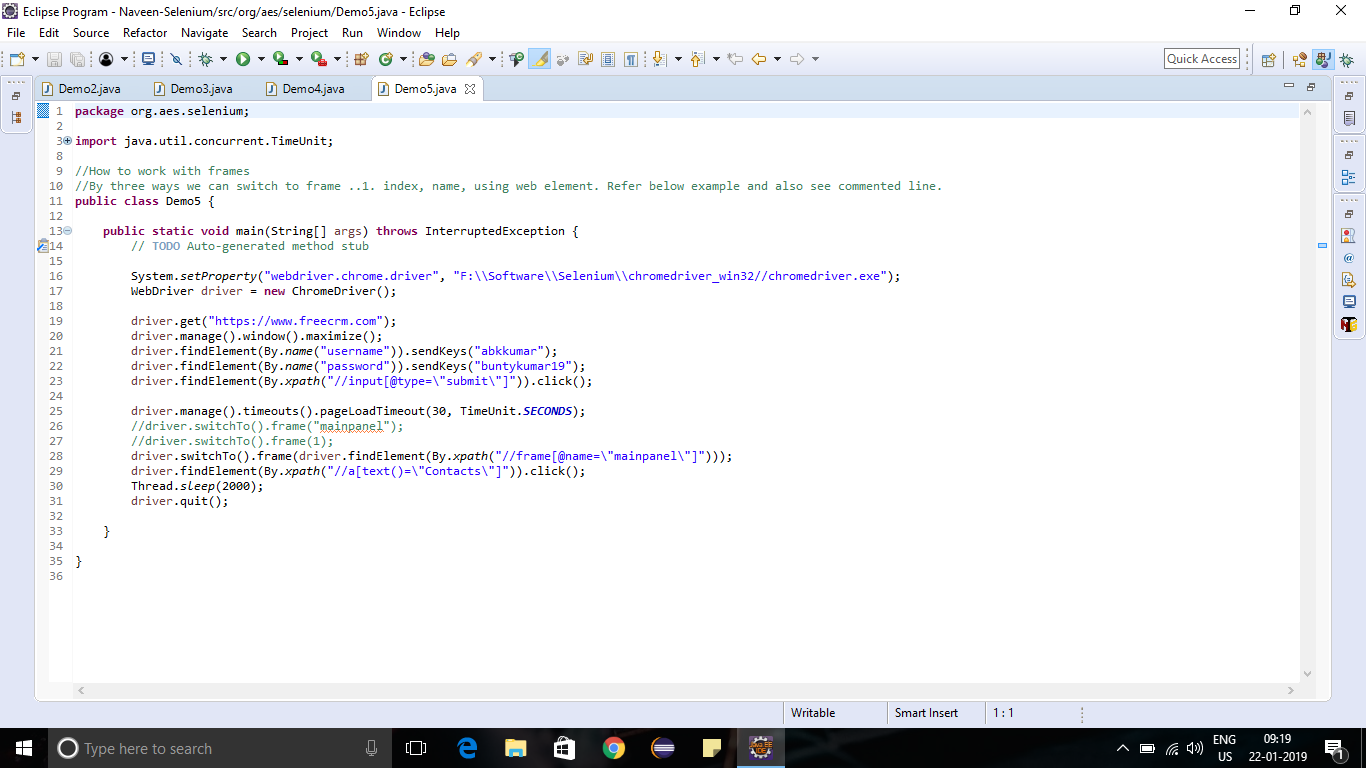 Eclipse Program - Naveen-Selenium/src/org/aes/selenium/Demo5.java - Eclipse
File Edit Source Refactor Navigate Search Project Run Window Help
Quick Access
Demo2.java Demo3.java Demo4.java Demo5.java
1 package org.aes.selenium;
2
3 import java.util.concurrent.TimeUnit;
8
9 //How to work with frames
10 //By three ways we can switch to frame ..1. index, name, using web element. Refer below example and also see commented line.
11 public class Demo5 {
12
13 public static void main(String[] args) throws InterruptedException {
14 // TODO Auto-generated method stub
15
16 System.setProperty("webdriver.chrome.driver", "F:\\Software\\Selenium\\chromedriver_win32//chromedriver.exe");
17 WebDriver driver = new ChromeDriver();
18
19 driver.get("https://www.freecrm.com");
20 driver.manage().window().maximize();
21 driver.findElement(By.name("username")).sendKeys("abkkumar");
22 driver.findElement(By.name("password")).sendKeys("buntykumar19");
23 driver.findElement(By.xpath("//input[@type=\"submit\"]")).click();
24
25 driver.manage().timeouts().pageLoadTimeout(30, TimeUnit.SECONDS);
26 //driver.switchTo().frame("mainpanel");
27 //driver.switchTo().frame(1);
28 driver.switchTo().frame(driver.findElement(By.xpath("//frame[@name=\"mainpanel\"]")));
29 driver.findElement(By.xpath("//a[text()=\"Contacts\"]")).click();
30 Thread.sleep(2000);
31 driver.quit();
32
33 }
34
35 }
36
Writable Smart Insert 1 : 1
Type here to search
ENG 09:19
US 22-01-2019
1